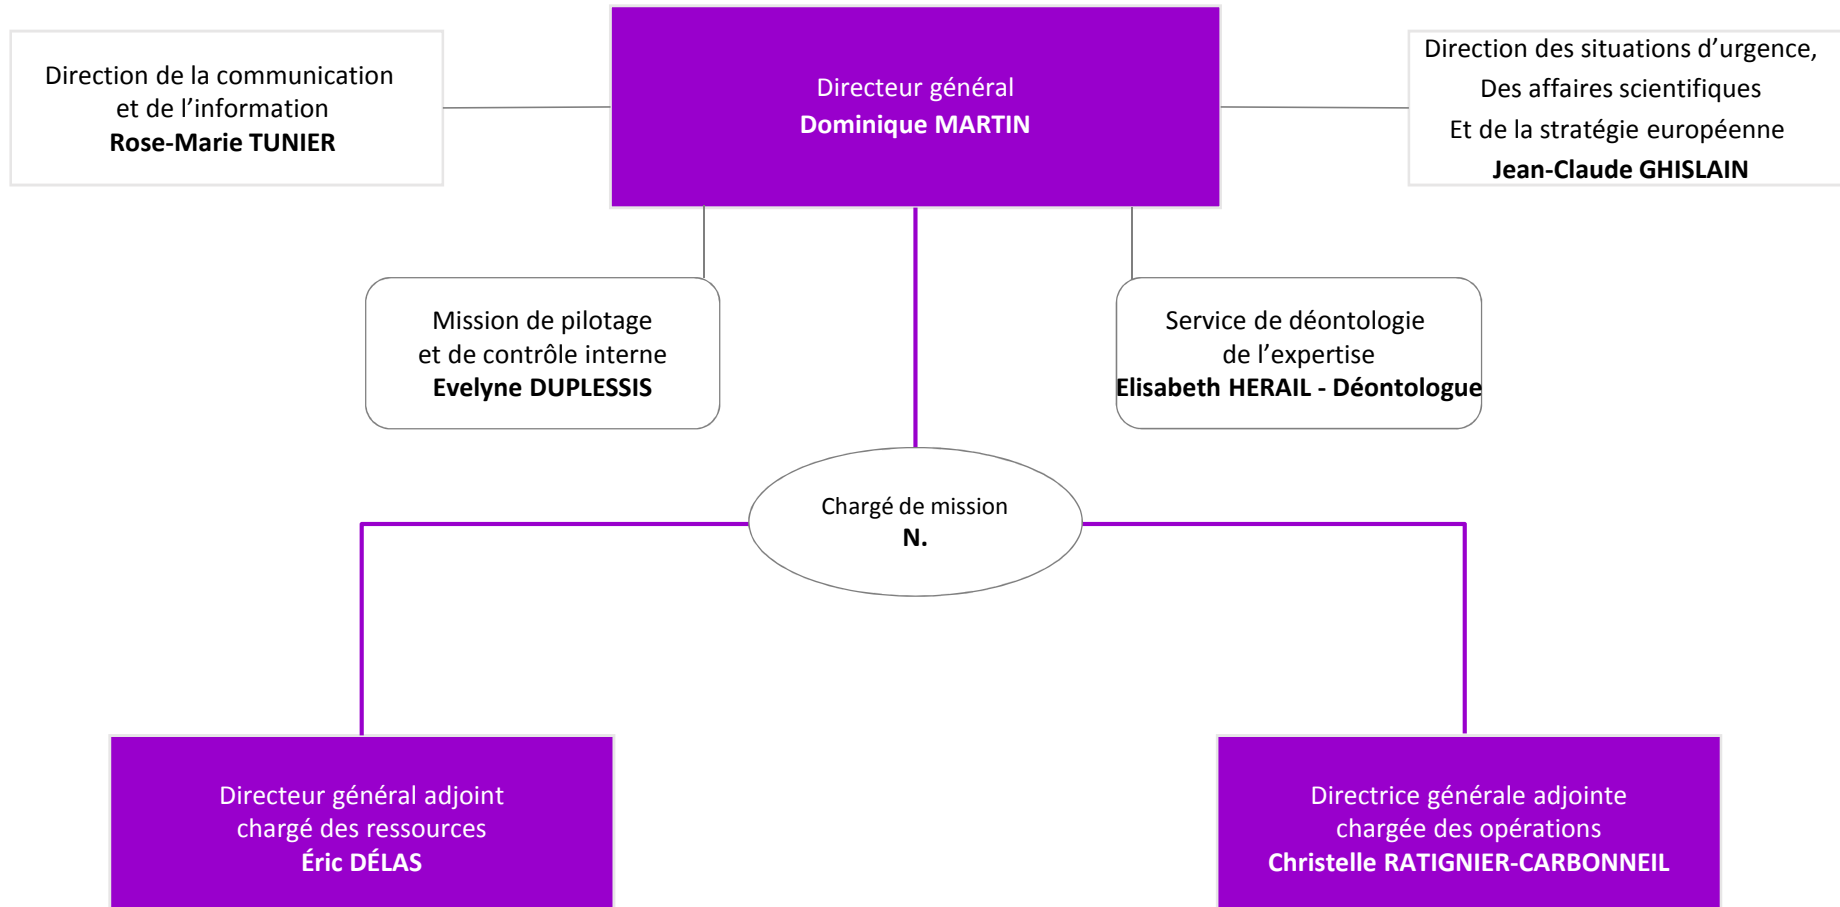 Direction de la communication
et de l’information
Rose-Marie TUNIER
Directeur général
Dominique MARTIN
Direction des situations d’urgence,
Des affaires scientifiques
Et de la stratégie européenne
Jean-Claude GHISLAIN
Mission de pilotage
et de contrôle interne
Evelyne DUPLESSIS
Service de déontologie
de l’expertise
Elisabeth HERAIL - Déontologue
Chargé de mission
N.
Directeur général adjoint
chargé des ressources
Éric DÉLAS
Directrice générale adjointe
chargée des opérations
Christelle RATIGNIER-CARBONNEIL